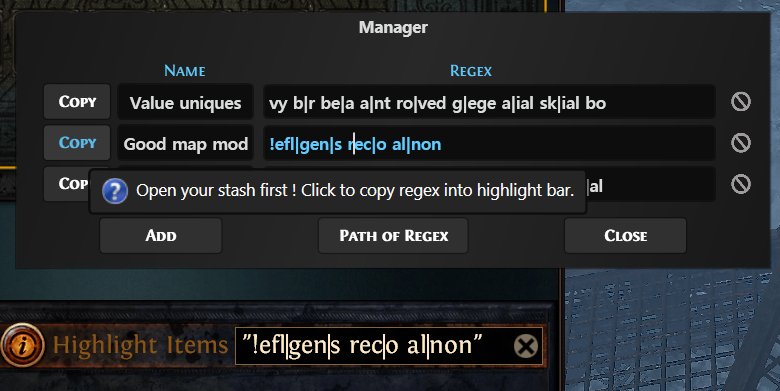 Manager
Name Regex
Copy Value uniques vy b|r be|a a|nt ro|ved g|ege a|ial sk|ial bo
Copy Good map mod !efl|gen|s rec|o al|non
Cop |al
Open your stash first ! Click to copy regex into highlight bar.
Add Path of Regex Close
Highlight Items "!efl|gen|s rec|o al|non"